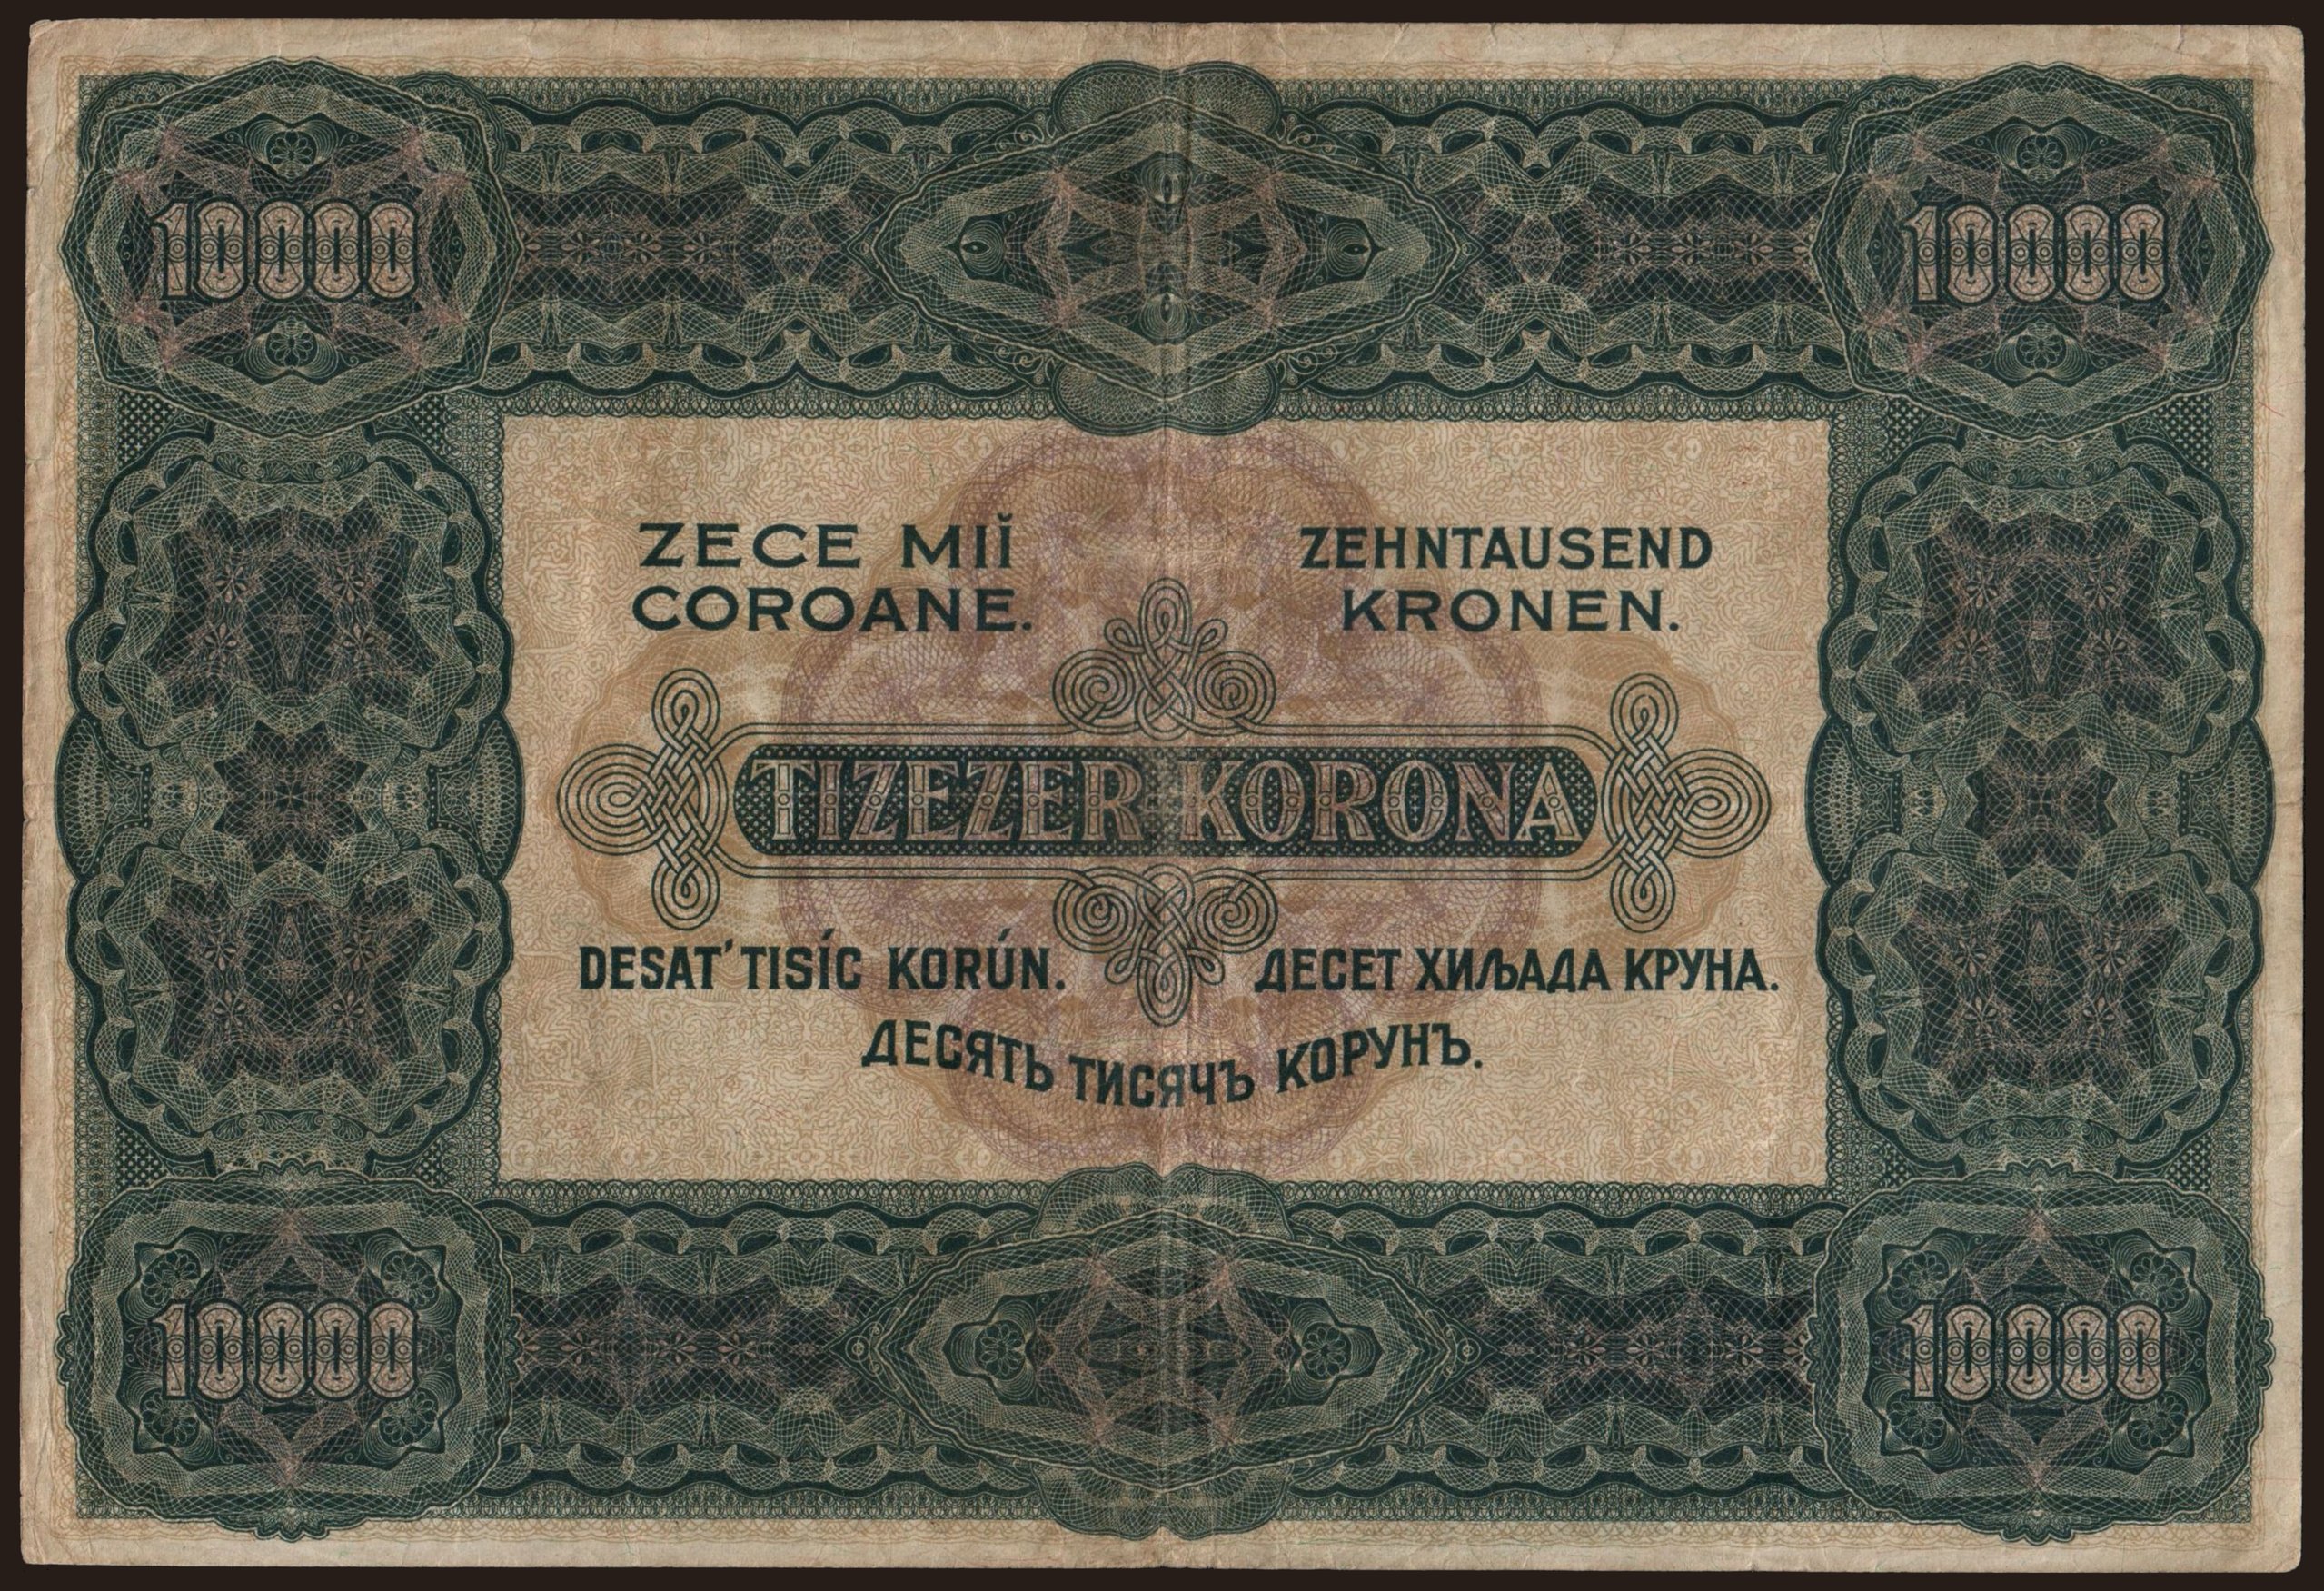 10000
10000
ZECE MIĬ
COROANE.
ZEHNTAUSEND
KRONEN.
TIZEZER KORONA
DESAT' TISÍC KORÚN.
ДЕСЕТ ХИЉАДА КРУНА.
ДЕСЯТЬ ТИСЯЧЪ КОРУНЪ.
10000
10000